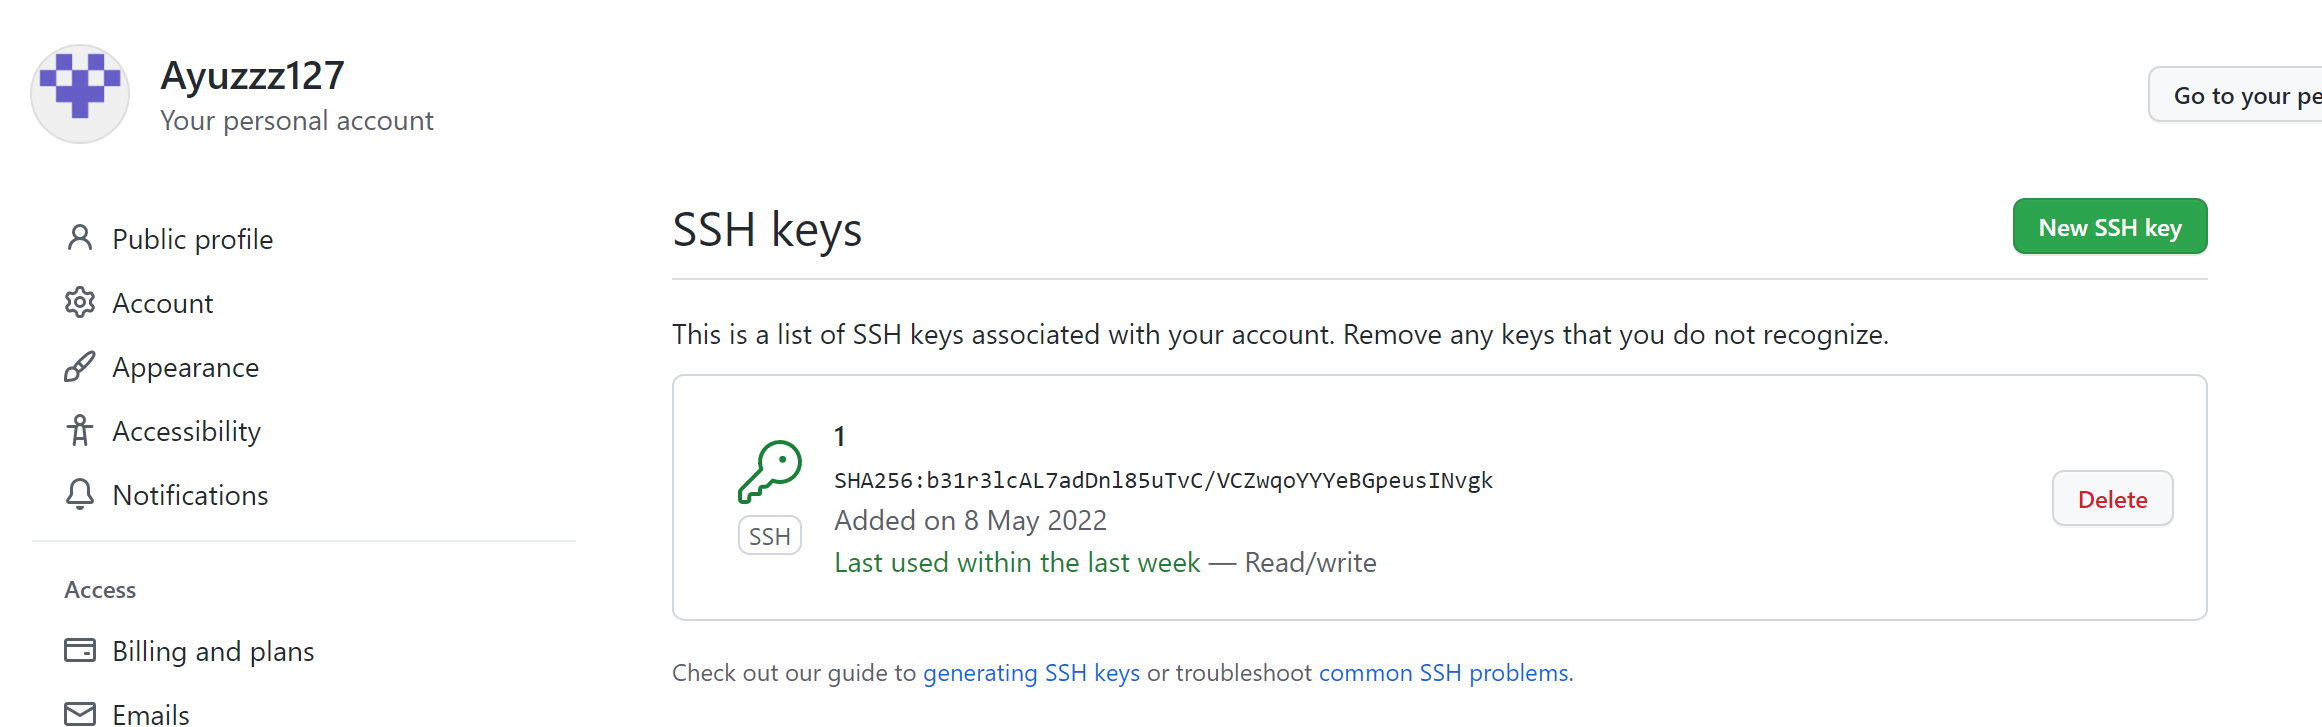 Ayuzzz127
Your personal account
Go to your pe
Public profile
Account
Appearance
Accessibility
Notifications
Access
Billing and plans
Emails
SSH keys
New SSH key
This is a list of SSH keys associated with your account. Remove any keys that you do not recognize.
1
SHA256:b31r3lcAL7adDnl85uTvC/VCZwqoYYYeBGpeusINvgk
Added on 8 May 2022
Last used within the last week — Read/write
SSH
Delete
Check out our guide to generating SSH keys or troubleshoot common SSH problems.